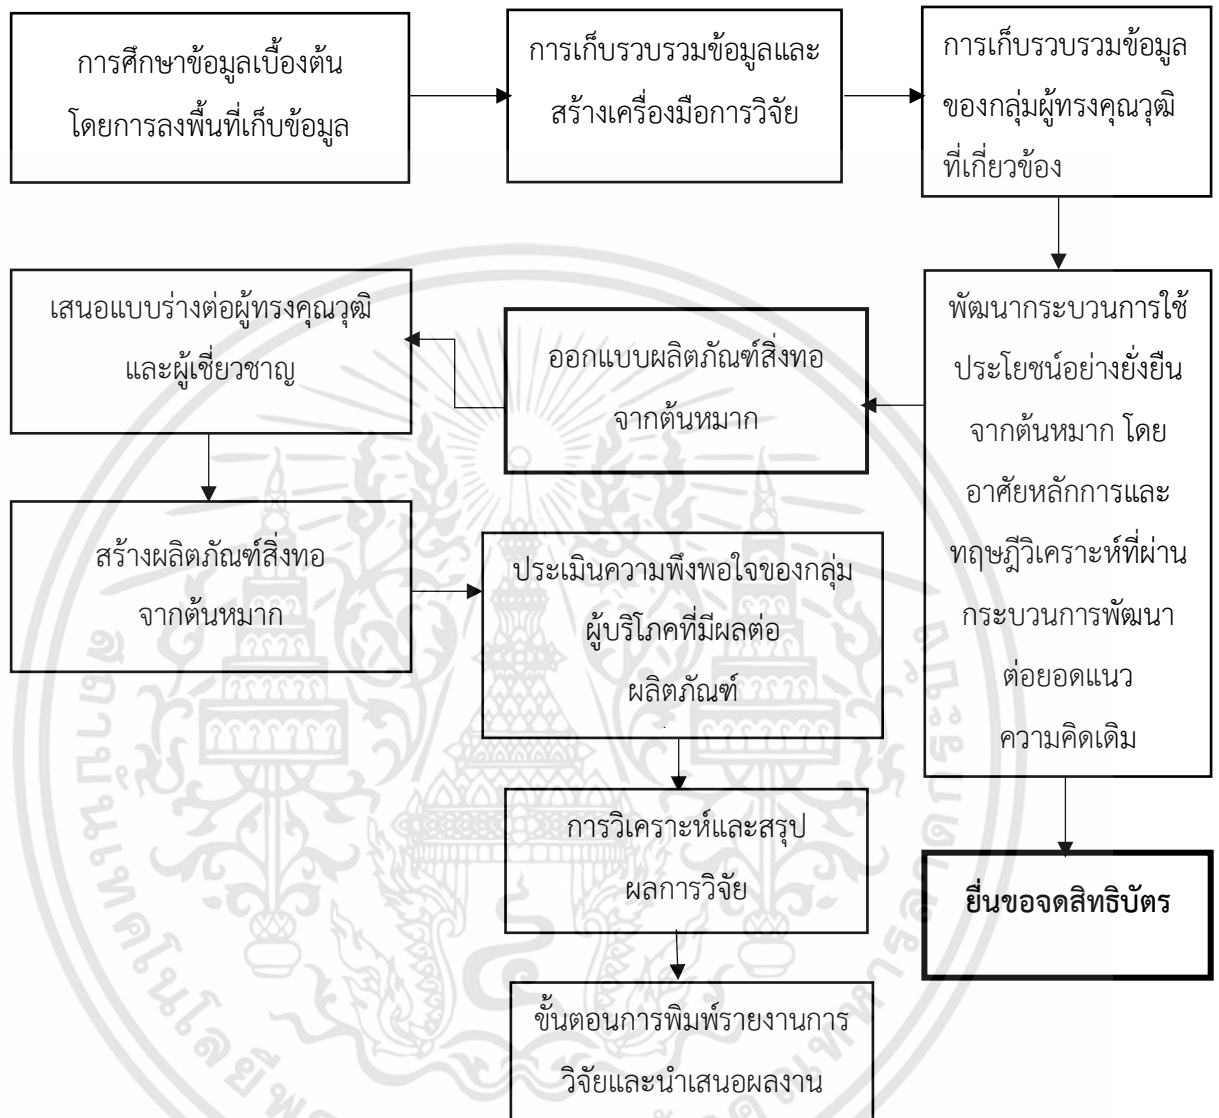 การศึกษาข้อมูลเบื้องต้น
โดยการลงพื้นที่เก็บข้อมูล
การเก็บรวบรวมข้อมูลและ
สร้างเครื่องมือการวิจัย
การเก็บรวบรวมข้อมูล
ของกลุ่มผู้ทรงคุณวุฒิ
ที่เกี่ยวข้อง
พัฒนากระบวนการใช้
ประโยชน์อย่างยั่งยืน
จากต้นหมาก โดย
อาศัยหลักการและ
ทฤษฎีวิเคราะห์ที่ผ่าน
กระบวนการพัฒนา
ต่อยอดแนว
ความคิดเดิม
ยื่นขอจดสิทธิบัตร
ออกแบบผลิตภัณฑ์สิ่งทอ
จากต้นหมาก
เสนอแบบร่างต่อผู้ทรงคุณวุฒิ
และผู้เชี่ยวชาญ
สร้างผลิตภัณฑ์สิ่งทอ
จากต้นหมาก
ประเมินความพึงพอใจของกลุ่ม
ผู้บริโภคที่มีผลต่อ
ผลิตภัณฑ์
การวิเคราะห์และสรุป
ผลการวิจัย
ขั้นตอนการพิมพ์รายงานการ
วิจัยและนำเสนอผลงาน